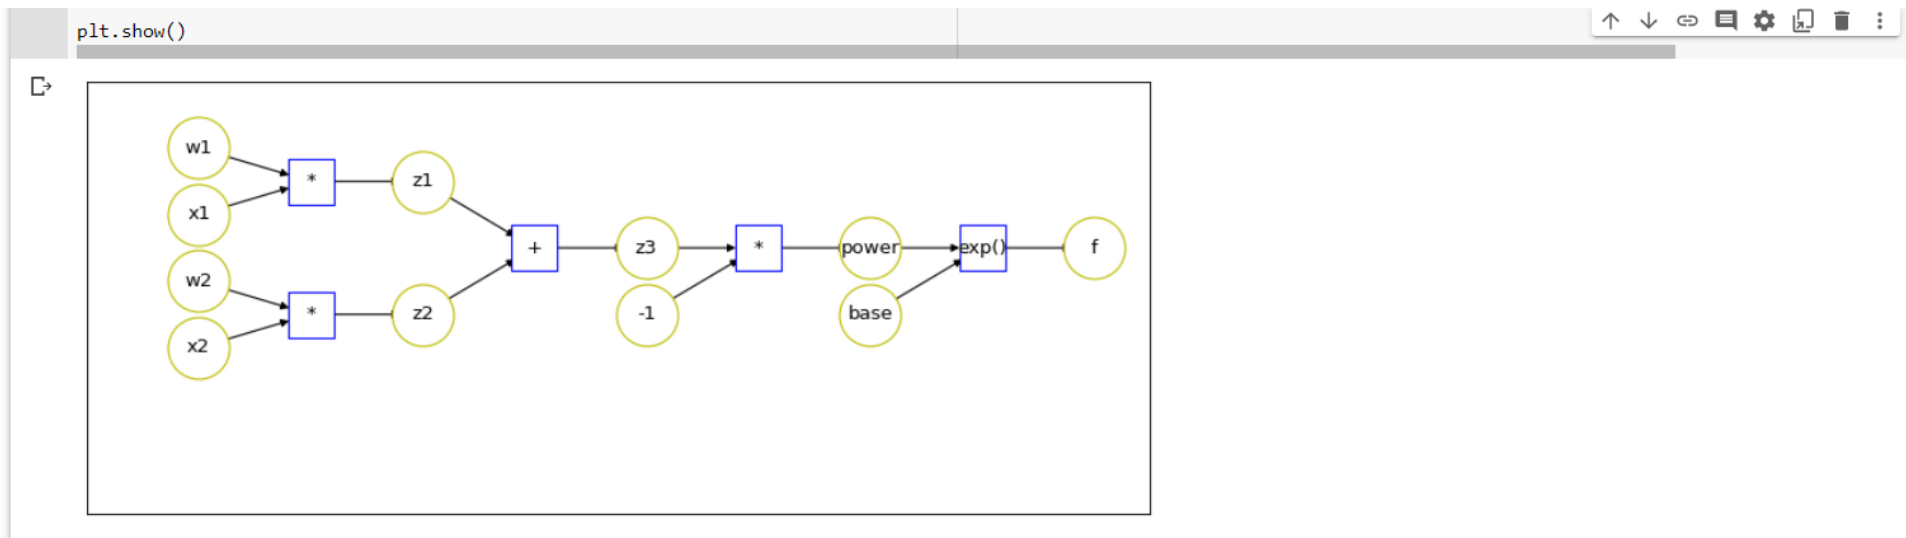 plt.show()
w1
* z1
x1
+ z3 * power exp() f
w2
* z2 -1 base
x2